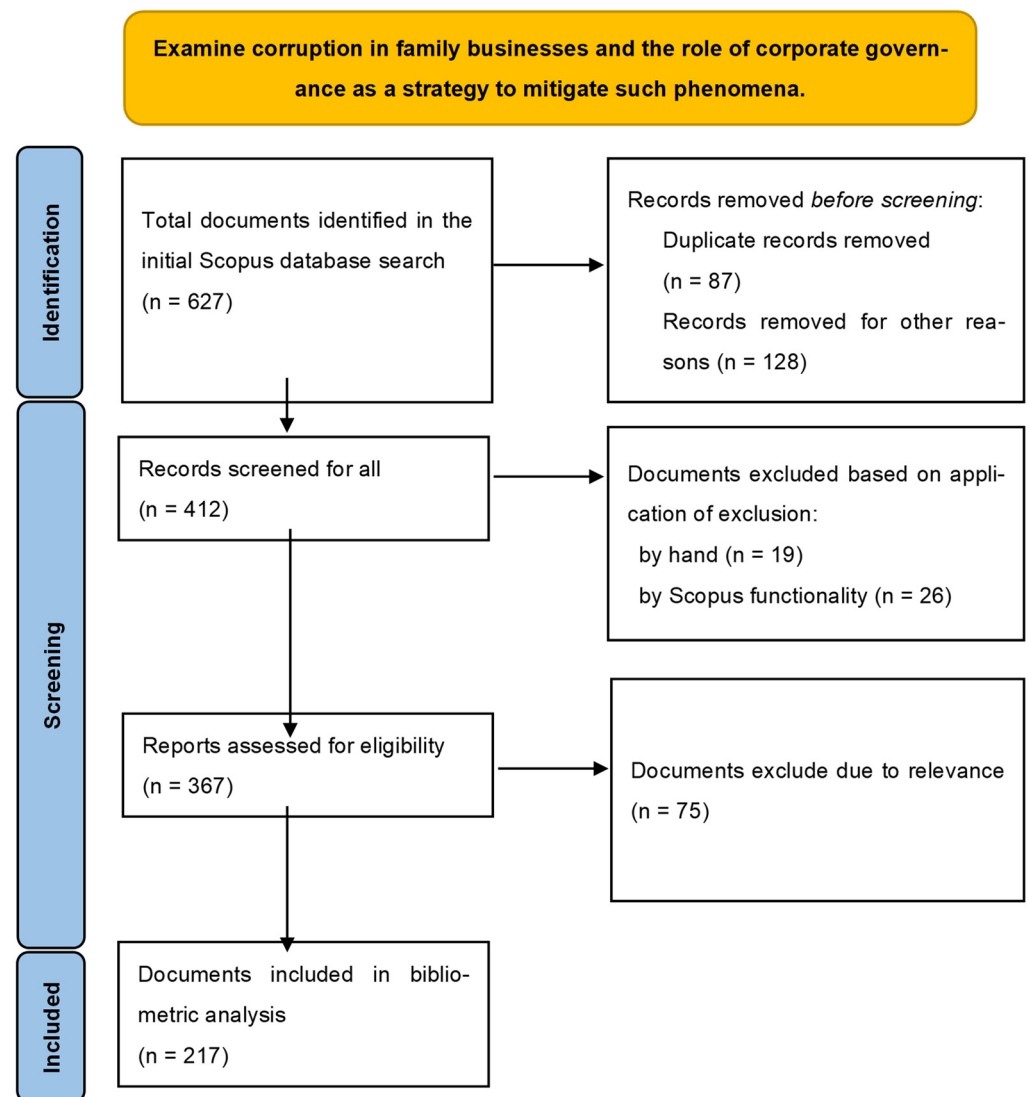 Examine corruption in family businesses and the role of corporate govern-
ance as a strategy to mitigate such phenomena.
Identification
Total documents identified in the
initial Scopus database search
(n = 627)
Records removed before screening:
Duplicate records removed
(n = 87)
Records removed for other rea-
sons (n = 128)
Screening
Records screened for all
(n = 412)
Documents excluded based on appli-
cation of exclusion:
by hand (n = 19)
by Scopus functionality (n = 26)
Reports assessed for eligibility
(n = 367)
Documents exclude due to relevance
(n = 75)
Included
Documents included in biblio-
metric analysis
(n = 217)